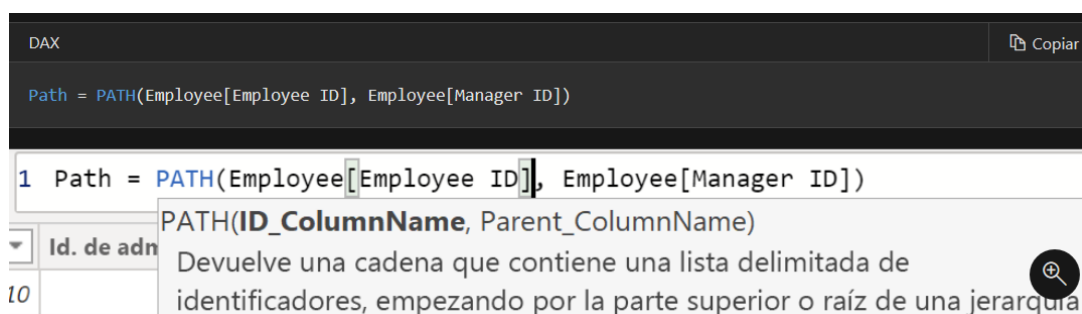 DAX
Copiar
Path = PATH(Employee[Employee ID], Employee[Manager ID])
1 Path = PATH(Employee[Employee ID], Employee[Manager ID])
PATH(ID_ColumnName, Parent_ColumnName)
Id. de adm
Devuelve una cadena que contiene una lista delimitada de
10
identificadores, empezando por la parte superior o raíz de una jerarquía